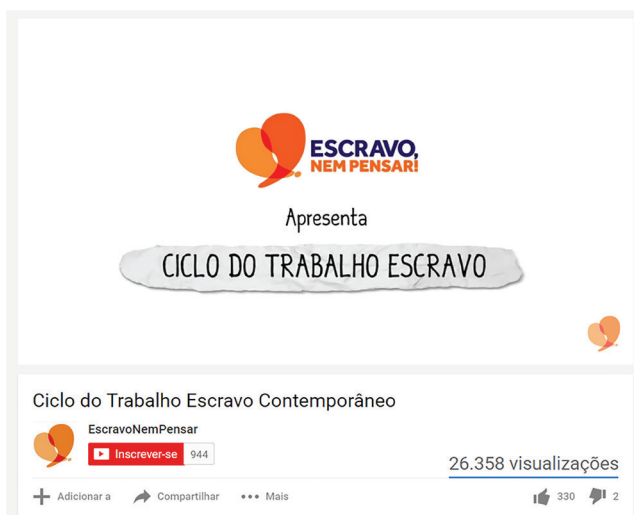 ESCRAVO,
NEM PENSAR!
Apresenta
CICLO DO TRABALHO ESCRAVO
Ciclo do Trabalho Escravo Contemporâneo
EscravoNemPensar
Inscrever-se 944
26.358 visualizações
Adicionar a Compartilhar Mais 330 2